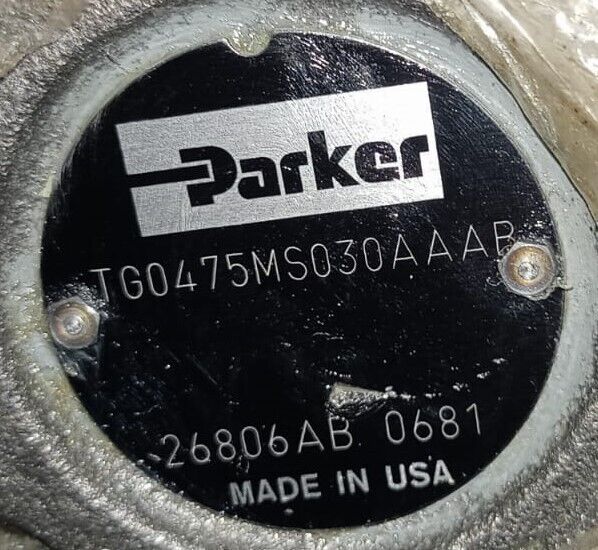 Parker
TG0475MS030AAAB
26806AB 0681
MADE IN USA